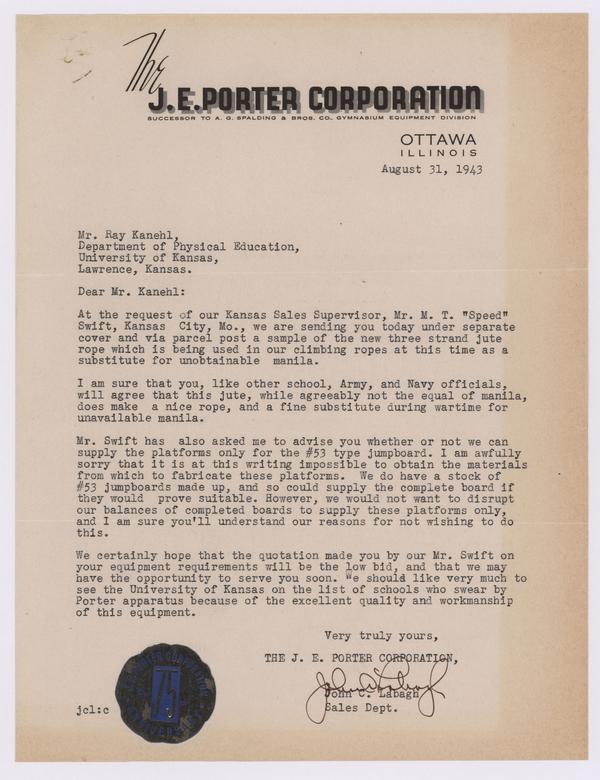 The
J.E.PORTER CORPORATION
SUCCESSOR TO A. G. SPALDING & BROS. CO. GYMNASIUM EQUIPMENT DIVISION
OTTAWA
ILLINOIS
August 31, 1943
Mr. Ray Kanehl,
Department of Physical Education,
University of Kansas,
Lawrence, Kansas.
Dear Mr. Kanehl:
At the request of our Kansas Sales Supervisor, Mr. M. T. "Speed"
Swift, Kansas City, Mo., we are sending you today under separate
cover and via parcel post a sample of the new three strand jute
rope which is being used in our climbing ropes at this time as a
substitute for unobtainable manila.
I am sure that you, like other school, Army, and Navy officials,
will agree that this jute, while agreeably not the equal of manila,
does make a nice rope, and a fine substitute during wartime for
unavailable manila.
Mr. Swift has also asked me to advise you whether or not we can
supply the platforms only for the #53 type jumpboard. I am awfully
sorry that it is at this writing impossible to obtain the materials
from which to fabricate these platforms. We do have a stock of
#53 jumpboards made up, and so could supply the complete board if
they would prove suitable. However, we would not want to disrupt
our balances of completed boards to supply these platforms only,
and I am sure you'll understand our reasons for not wishing to do
this.
We certainly hope that the quotation made you by our Mr. Swift on
your equipment requirements will be the low bid, and that we may
have the opportunity to serve you soon. We should like very much to
see the University of Kansas on the list of schools who swear by
Porter apparatus because of the excellent quality and workmanship
of this equipment.
Very truly yours,
THE J. E. PORTER CORPORATION,
John C. Labagh
Sales Dept.
jcl:c
75